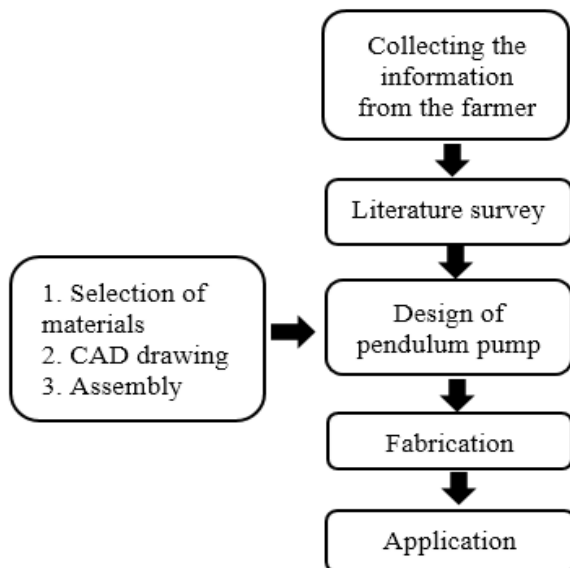 Collecting the
information
from the farmer
Literature survey
1. Selection of
materials
2. CAD drawing
3. Assembly
Design of
pendulum pump
Fabrication
Application